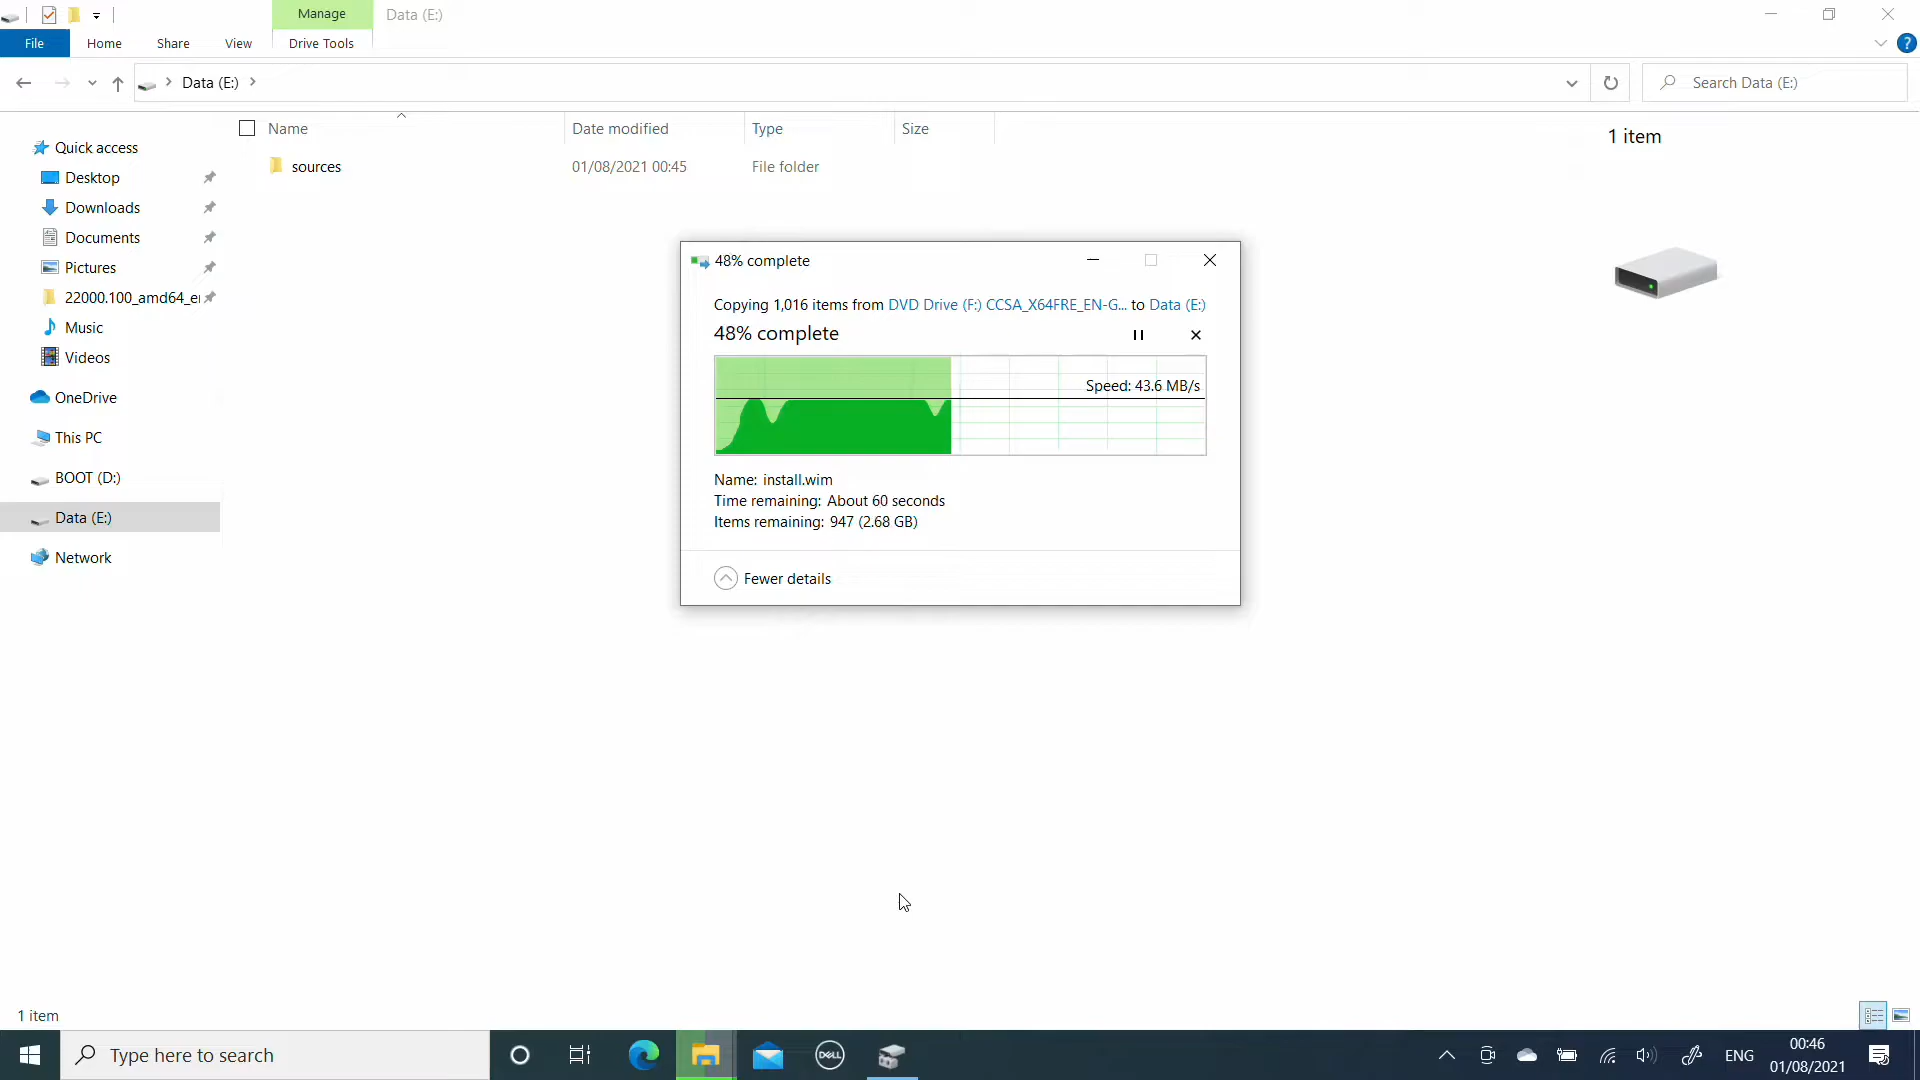 Manage
Data (E:)
File
Home
Share
View
Drive Tools
Data (E:)
Search Data (E:)
Name
Date modified
Type
Size
sources
01/08/2021 00:45
File folder
1 item
Quick access
Desktop
Downloads
Documents
Pictures
22000.100_amd64_e
Music
Videos
OneDrive
This PC
BOOT (D:)
Data (E:)
Network
48% complete
Copying 1,016 items from DVD Drive (F:) CCSA_X64FRE_EN-G... to Data (E:)
48% complete
Speed: 43.6 MB/s
Name: install.wim
Time remaining: About 60 seconds
Items remaining: 947 (2.68 GB)
Fewer details
1 item
Type here to search
DELL
ENG
00:46
01/08/2021